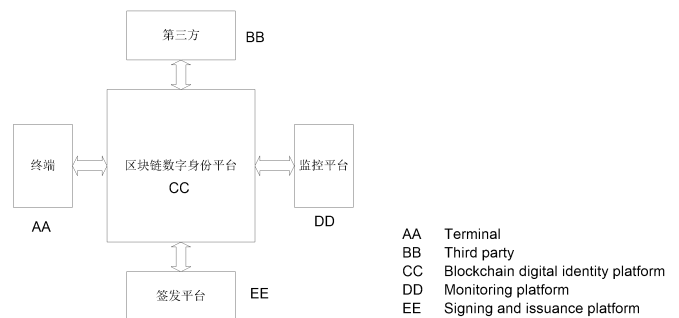 第三方
BB
终端
区块链数字身份平台
监控平台
CC
AA
DD
签发平台
EE
AA Terminal
BB Third party
CC Blockchain digital identity platform
DD Monitoring platform
EE Signing and issuance platform